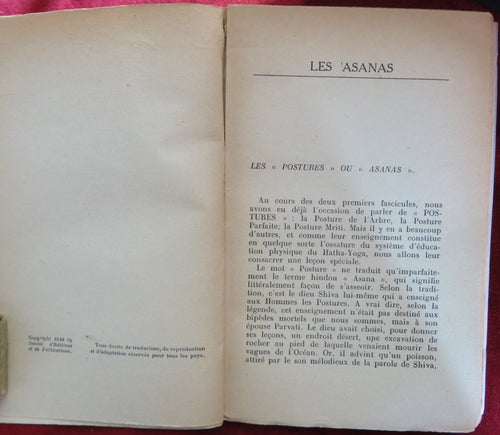 Copyright 1948 by
Société d'Éditions
et de Publications.
Tous droits de traduction, de reproduction
et d'adaptation réservés pour tous les pays.
LES ASANAS
LES « POSTURES » OU « ASANAS ».
Au cours des deux premiers fascicules, nous
avons eu déjà l'occasion de parler de « POS-
TURES » : la Posture de l'Arbre, la Posture
Parfaite, la Posture Mriti. Mais il y en a beaucoup
d'autres, et comme leur enseignement constitue
en quelque sorte l'ossature du système d'éduca-
tion physique du Hatha-Yoga, nous allons leur
consacrer une leçon spéciale.
Le mot « Posture » ne traduit qu'imparfaite-
ment le terme hindou « Asana », qui signifie
littéralement façon de s'asseoir. Selon la tradi-
tion, c'est le dieu Shiva lui-même qui a enseigné
aux Hommes les Postures. A vrai dire, selon la
légende, cet enseignement n'était pas destiné aux
bipèdes mortels que nous sommes, mais à son
épouse Parvati. Le dieu avait choisi, pour donner
ses leçons, un endroit désert, une excavation de
rocher au pied de laquelle venaient mourir les
vagues de l'Océan. Or, il advint qu'un poisson,
attiré par le son mélodieux de la parole de Shiva,